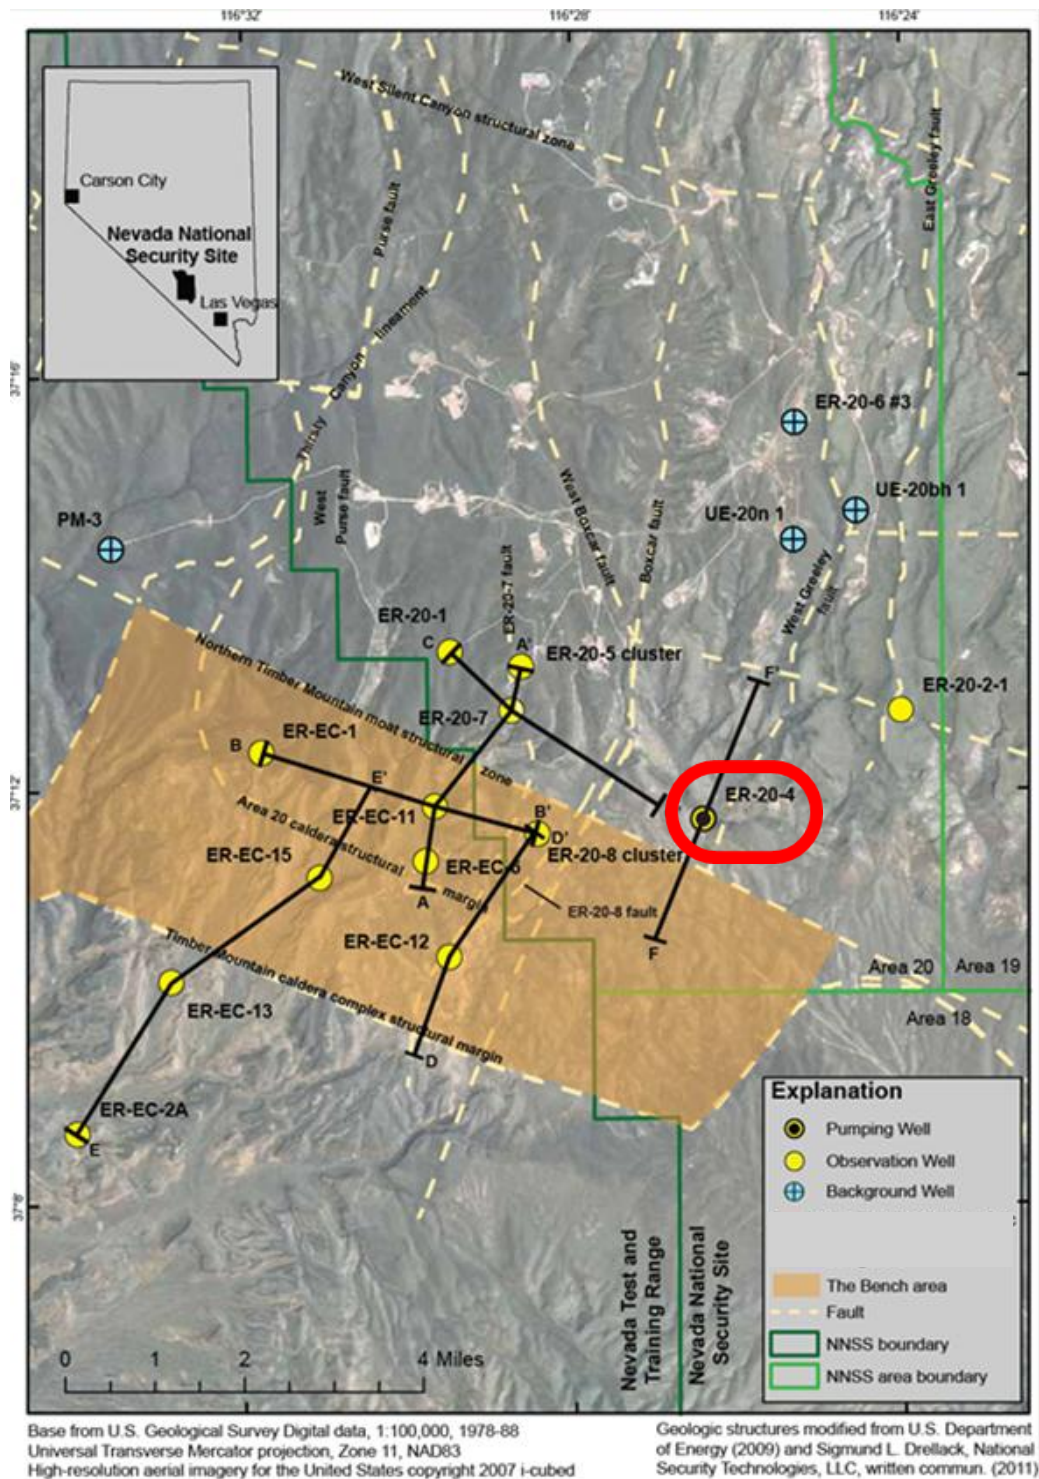 116°32'
116°28'
116°24'
West Silent Canyon structural zone
East Greeley fault
Carson City
Nevada National
Security Site
Las Vegas
Purse fault
Thirsty Canyon lineament
37°16'
ER-20-6 #3
West
Purse fault
West Boxcar fault
Boxcar fault
UE-20bh 1
UE-20n 1
PM-3
West Greeley
fault
ER-20-7 fault
ER-20-1
C
A'
ER-20-5 cluster
Northern Timber Mountain moat structural zone
F'
ER-20-2-1
ER-20-7
ER-EC-1
B
E'
37°12'
ER-20-4
ER-EC-11
B'
D'
Area 20 caldera structural margin
ER-20-8 cluster
ER-EC-15
ER-EC-6
A
ER-20-8 fault
ER-EC-12
F
Timber Mountain caldera complex structural margin
Area 20
Area 19
ER-EC-13
Area 18
D
ER-EC-2A
E
Explanation
Pumping Well
Observation Well
Background Well
The Bench area
Fault
NNSS boundary
NNSS area boundary
37°8'
Nevada Test and
Training Range
Nevada National
Security Site
0 1 2 4 Miles
Base from U.S. Geological Survey Digital data, 1:100,000, 1978-88
Universal Transverse Mercator projection, Zone 11, NAD83
High-resolution aerial imagery for the United States copyright 2007 i-cubed
Geologic structures modified from U.S. Department
of Energy (2009) and Sigmund L. Drellack, National
Security Technologies, LLC, written commun. (2011)